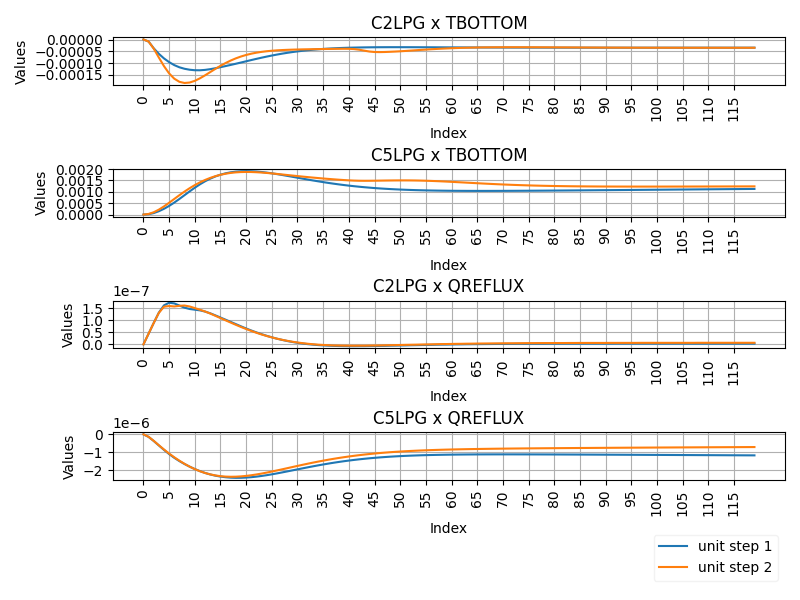 C2LPG x TBOTTOM
0.00000
−0.00005
−0.00010
−0.00015
Values
0 5 10 15 20 25 30 35 40 45 50 55 60 65 70 75 80 85 90 95 100 105 110 115
Index
C5LPG x TBOTTOM
0.0020
0.0015
0.0010
0.0005
0.0000
Values
0 5 10 15 20 25 30 35 40 45 50 55 60 65 70 75 80 85 90 95 100 105 110 115
Index
C2LPG x QREFLUX
1e−7
1.5
1.0
0.5
0.0
Values
0 5 10 15 20 25 30 35 40 45 50 55 60 65 70 75 80 85 90 95 100 105 110 115
Index
C5LPG x QREFLUX
1e−6
0
−1
−2
Values
0 5 10 15 20 25 30 35 40 45 50 55 60 65 70 75 80 85 90 95 100 105 110 115
Index
unit step 1
unit step 2